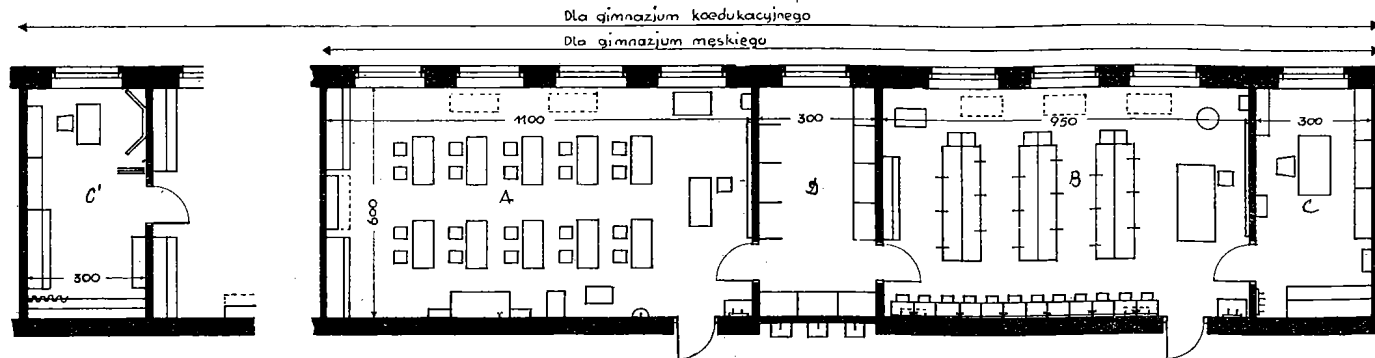 Dla gimnazjum koedukacyjnego
Dla gimnazjum męskiego
1100
300
950
300
600
A
D
B
C
C'
300